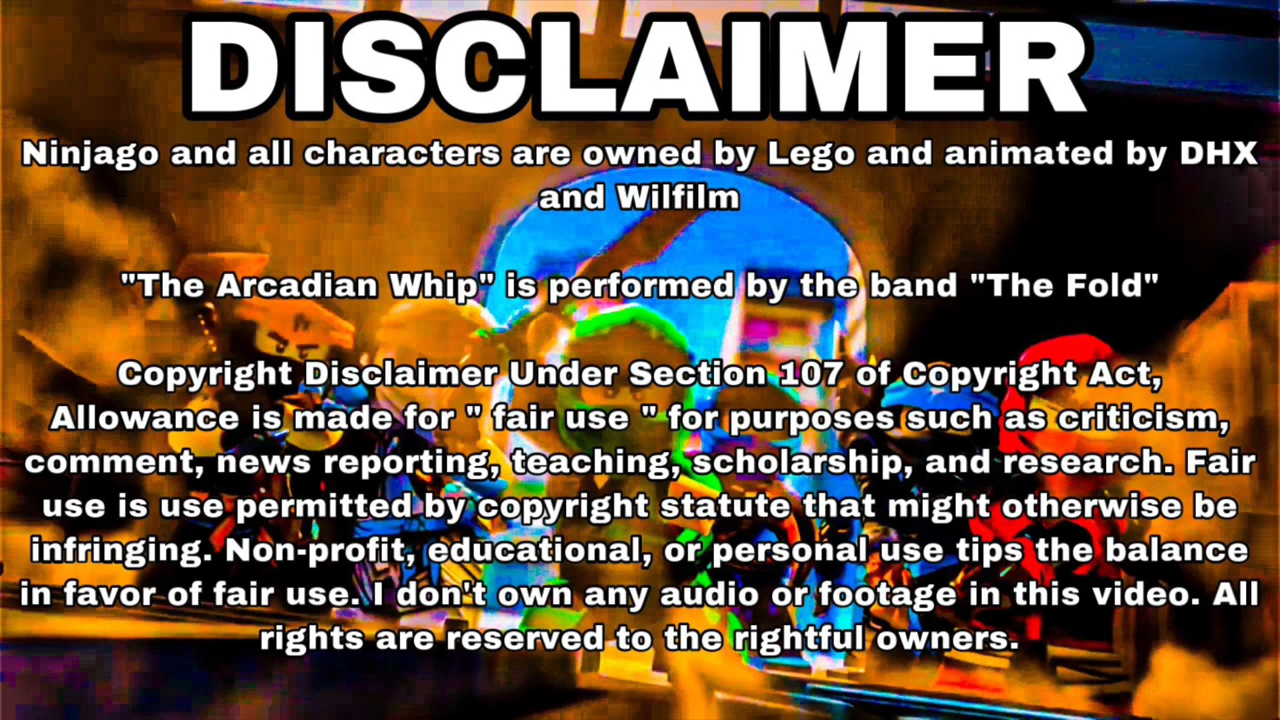 DISCLAIMER
Ninjago and all characters are owned by Lego and animated by DHX
and Wilfilm
"The Arcadian Whip" is performed by the band "The Fold"
Copyright Disclaimer Under Section 107 of Copyright Act,
Allowance is made for " fair use " for purposes such as criticism,
comment, news reporting, teaching, scholarship, and research. Fair
use is use permitted by copyright statute that might otherwise be
infringing. Non-profit, educational, or personal use tips the balance
in favor of fair use. I don't own any audio or footage in this video. All
rights are reserved to the rightful owners.